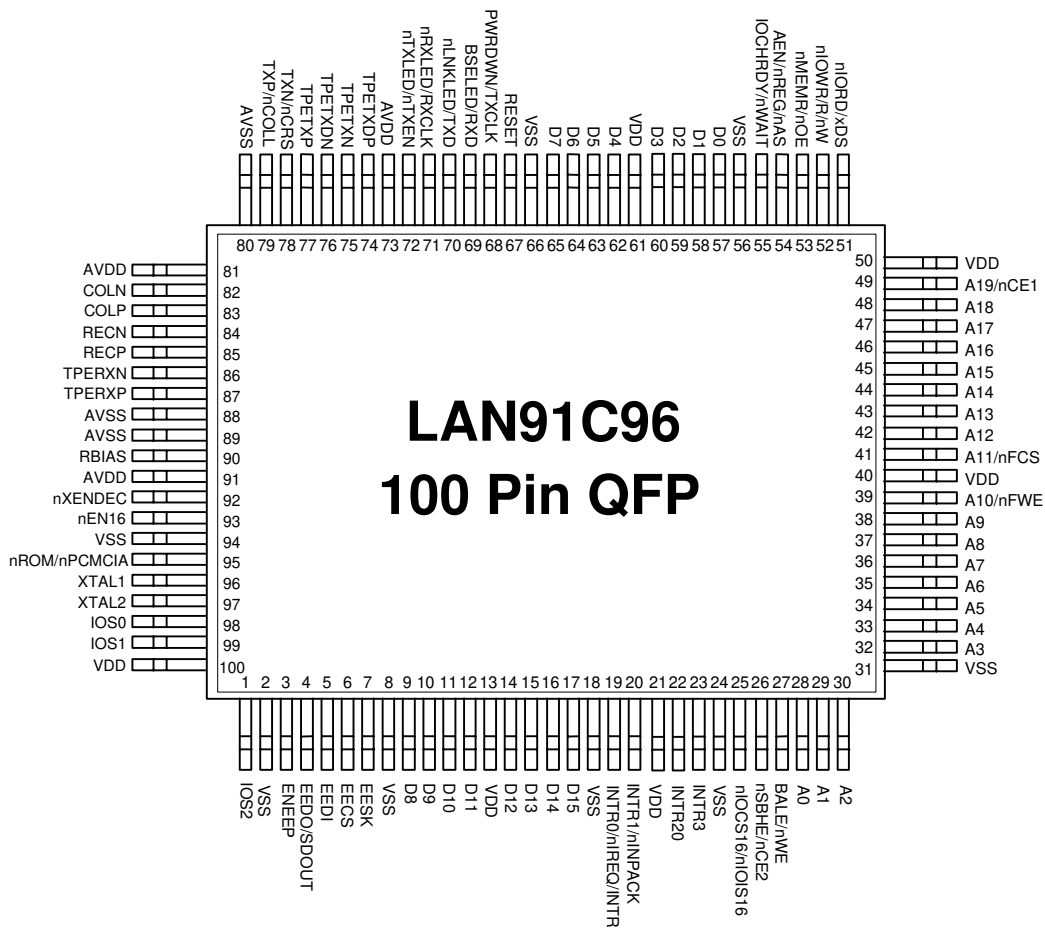 AVSS
TXP/nCOLL
TXN/nCRS
TPETXP
TPETXDN
TPETXN
TPETXDP
AVDD
nTXLED/nTXEN
nRXLED/RXCLK
nLNKLED/TXD
BSELED/RXD
PWRDWN/TXCLK
RESET
VSS
D7
D6
D5
D4
VDD
D3
D2
D1
D0
VSS
IOCHRDY/nWAIT
AEN/nREG/nAS
nMEMR/nOE
nIOWR/R/nW
nIORD/xDS
80 79 78 77 76 75 74 73 72 71 70 69 68 67 66 65 64 63 62 61 60 59 58 57 56 55 54 53 52 51
AVDD 81
COLN 82
COLP 83
RECN 84
RECP 85
TPERXN 86
TPERXP 87
AVSS 88
AVSS 89
RBIAS 90
AVDD 91
nXENDEC 92
nEN16 93
VSS 94
nROM/nPCMCIA 95
XTAL1 96
XTAL2 97
IOS0 98
IOS1 99
VDD 100
LAN91C96
100 Pin QFP
50 VDD
49 A19/nCE1
48 A18
47 A17
46 A16
45 A15
44 A14
43 A13
42 A12
41 A11/nFCS
40 VDD
39 A10/nFWE
38 A9
37 A8
36 A7
35 A6
34 A5
33 A4
32 A3
31 VSS
1 2 3 4 5 6 7 8 9 10 11 12 13 14 15 16 17 18 19 20 21 22 23 24 25 26 27 28 29 30
IOS2
VSS
ENEEP
EEDO/SDOUT
EEDI
EECS
EESK
VSS
D8
D9
D10
D11
VDD
D12
D13
D14
D15
VSS
INTR0/nIREQ/INTR
INTR1/nINPACK
VDD
INTR20
INTR3
VSS
nIOCS16/nIOIS16
nSBHE/nCE2
BALE/nWE
A0
A1
A2